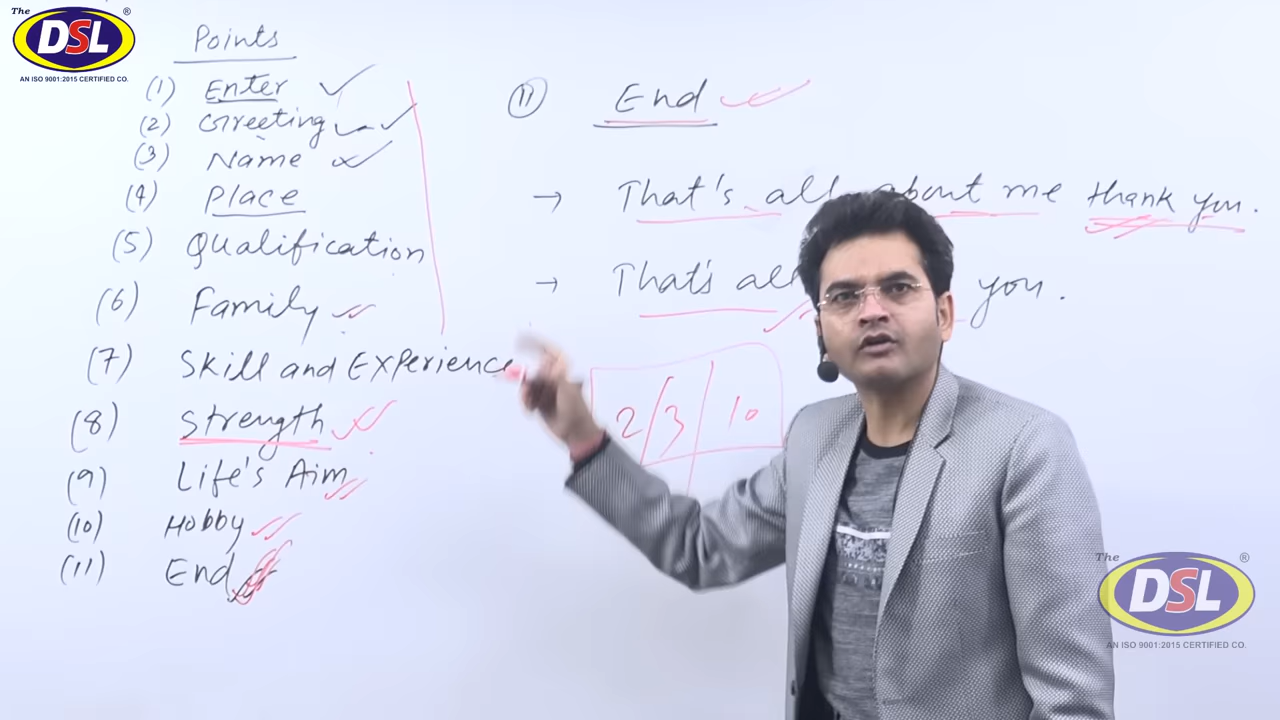 The
DSL
®
AN ISO 9001:2015 CERTIFIED CO.
Points
(1) Enter
(2) Greeting
(3) Name
(4) Place
(5) Qualification
(6) Family
(7) Skill and Experience
(8) Strength
(9) Life's Aim
(10) Hobby
(11) End
(11) End
→ That's all about me thank you.
→ That's all you.
2/3/10
The
DSL
®
AN ISO 9001:2015 CERTIFIED CO.